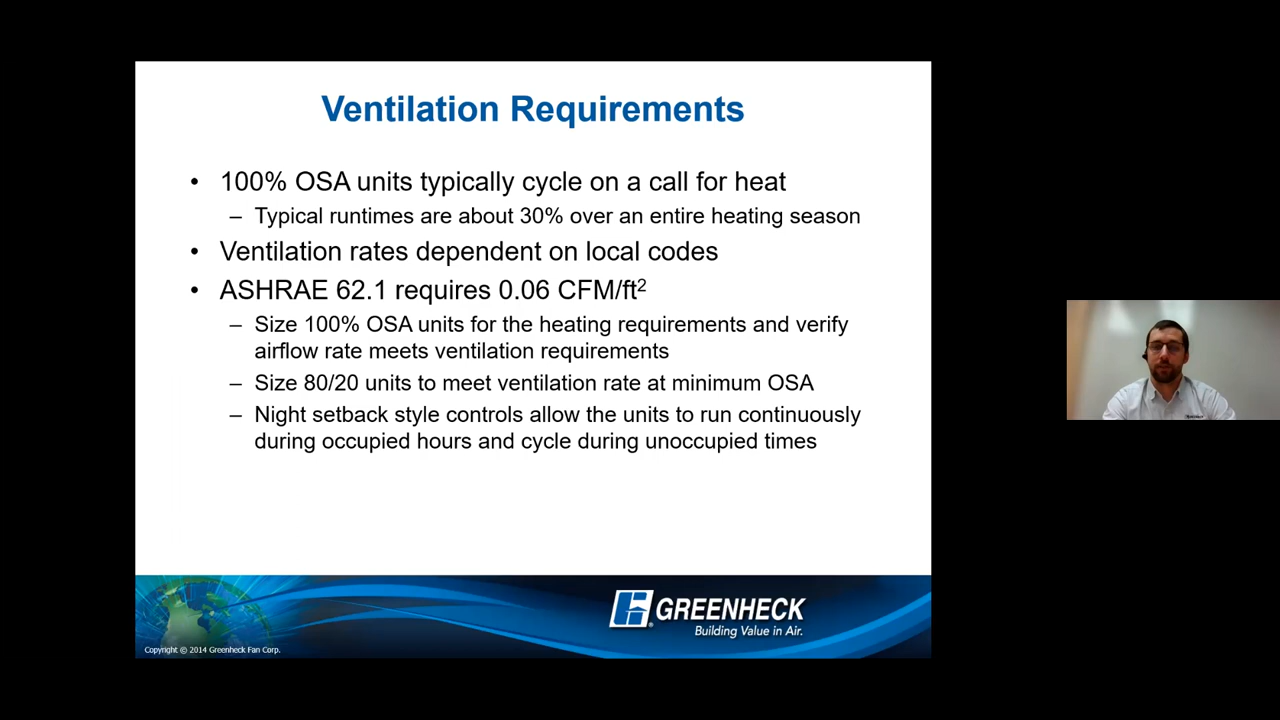 Ventilation Requirements
• 100% OSA units typically cycle on a call for heat
– Typical runtimes are about 30% over an entire heating season
• Ventilation rates dependent on local codes
• ASHRAE 62.1 requires 0.06 CFM/ft²
– Size 100% OSA units for the heating requirements and verify
airflow rate meets ventilation requirements
– Size 80/20 units to meet ventilation rate at minimum OSA
– Night setback style controls allow the units to run continuously
during occupied hours and cycle during unoccupied times
GREENHECK
Building Value in Air.
Copyright © 2014 Greenheck Fan Corp.